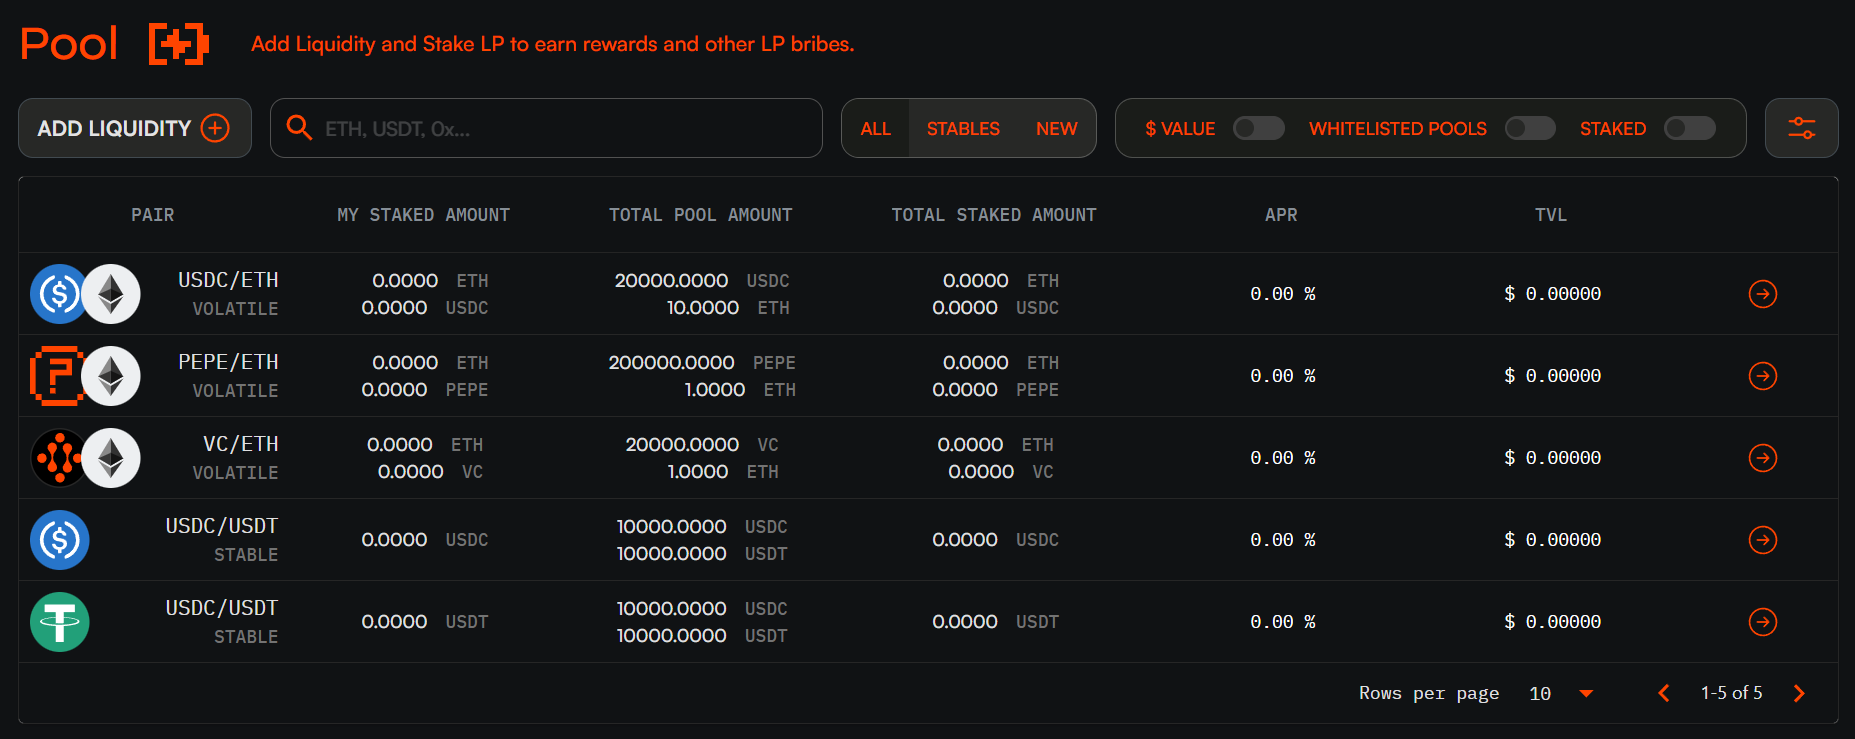 Pool
Add Liquidity and Stake LP to earn rewards and other LP bribes.
ADD LIQUIDITY
ETH, USDT, 0x...
ALL STABLES NEW
$ VALUE WHITELISTED POOLS STAKED
PAIR MY STAKED AMOUNT TOTAL POOL AMOUNT TOTAL STAKED AMOUNT APR TVL
USDC/ETH 0.0000 ETH 20000.0000 USDC 0.0000 ETH 0.00 % $ 0.00000
VOLATILE 0.0000 USDC 10.0000 ETH 0.0000 USDC
PEPE/ETH 0.0000 ETH 200000.0000 PEPE 0.0000 ETH 0.00 % $ 0.00000
VOLATILE 0.0000 PEPE 1.0000 ETH 0.0000 PEPE
VC/ETH 0.0000 ETH 20000.0000 VC 0.0000 ETH 0.00 % $ 0.00000
VOLATILE 0.0000 VC 1.0000 ETH 0.0000 VC
USDC/USDT 0.0000 USDC 10000.0000 USDC 0.0000 USDC 0.00 % $ 0.00000
STABLE 10000.0000 USDT
USDC/USDT 0.0000 USDT 10000.0000 USDC 0.0000 USDT 0.00 % $ 0.00000
STABLE 10000.0000 USDT
Rows per page 10 1-5 of 5